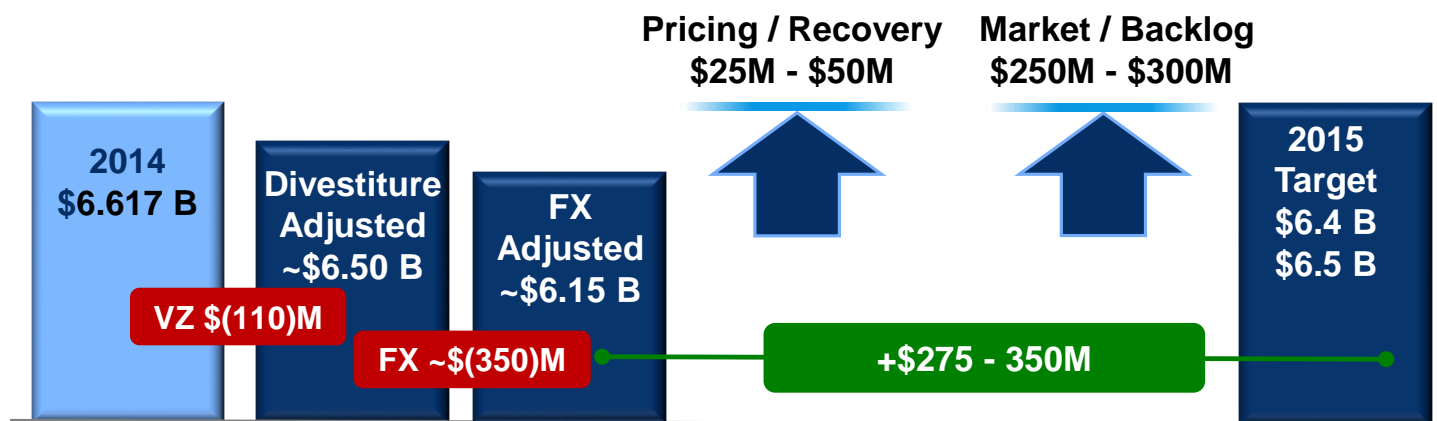 Pricing / Recovery
$25M - $50M
Market / Backlog
$250M - $300M
2014
$6.617 B
Divestiture
Adjusted
~$6.50 B
FX
Adjusted
~$6.15 B
2015
Target
$6.4 B
$6.5 B
VZ $(110)M
FX ~$(350)M
+$275 - 350M